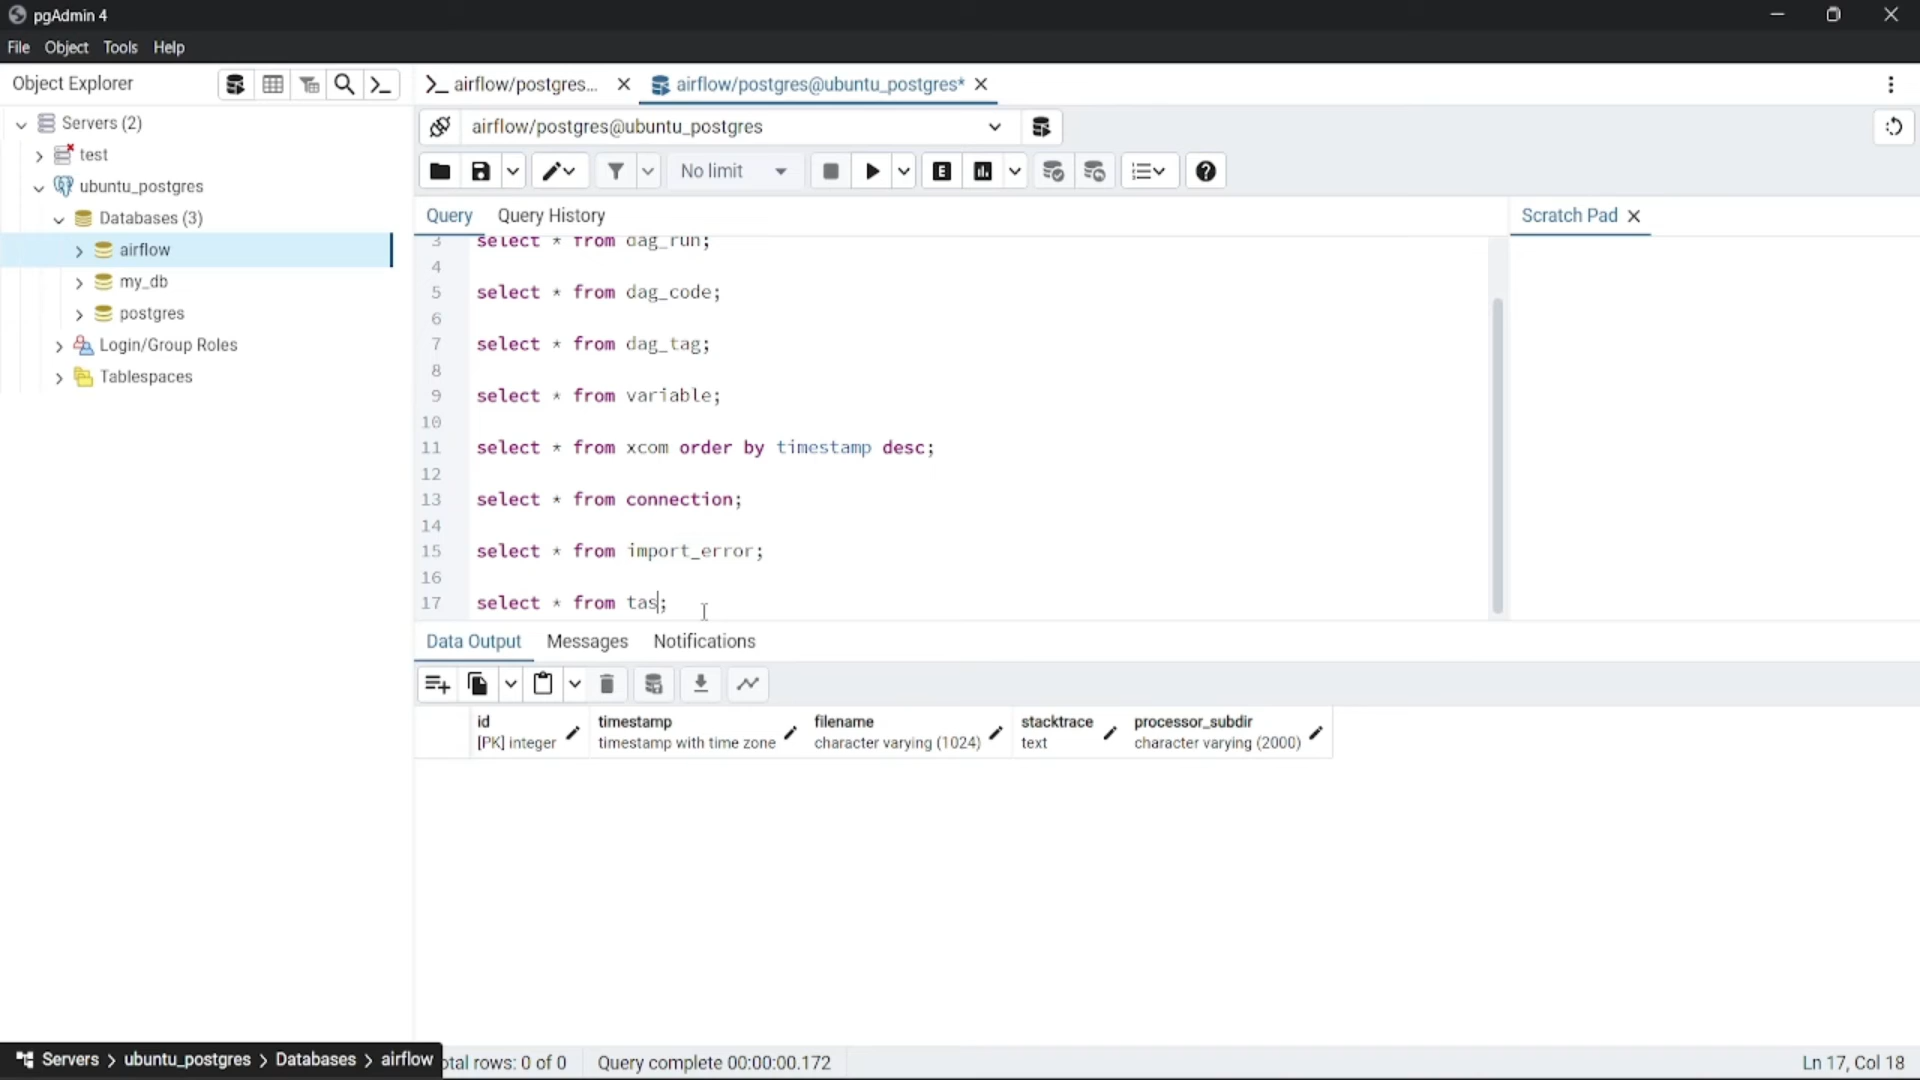 pgAdmin 4
File Object Tools Help
Object Explorer
Servers (2)
test
ubuntu_postgres
Databases (3)
airflow
my_db
postgres
Login/Group Roles
Tablespaces
airflow/postgres...
airflow/postgres@ubuntu_postgres*
airflow/postgres@ubuntu_postgres
No limit
E
Query Query History
Scratch Pad
3 select * from dag_run;
4
5 select * from dag_code;
6
7 select * from dag_tag;
8
9 select * from variable;
10
11 select * from xcom order by timestamp desc;
12
13 select * from connection;
14
15 select * from import_error;
16
17 select * from tas;
Data Output Messages Notifications
id timestamp filename stacktrace processor_subdir
[PK] integer timestamp with time zone character varying (1024) text character varying (2000)
Servers > ubuntu_postgres > Databases > airflow
otal rows: 0 of 0 Query complete 00:00:00.172 Ln 17, Col 18